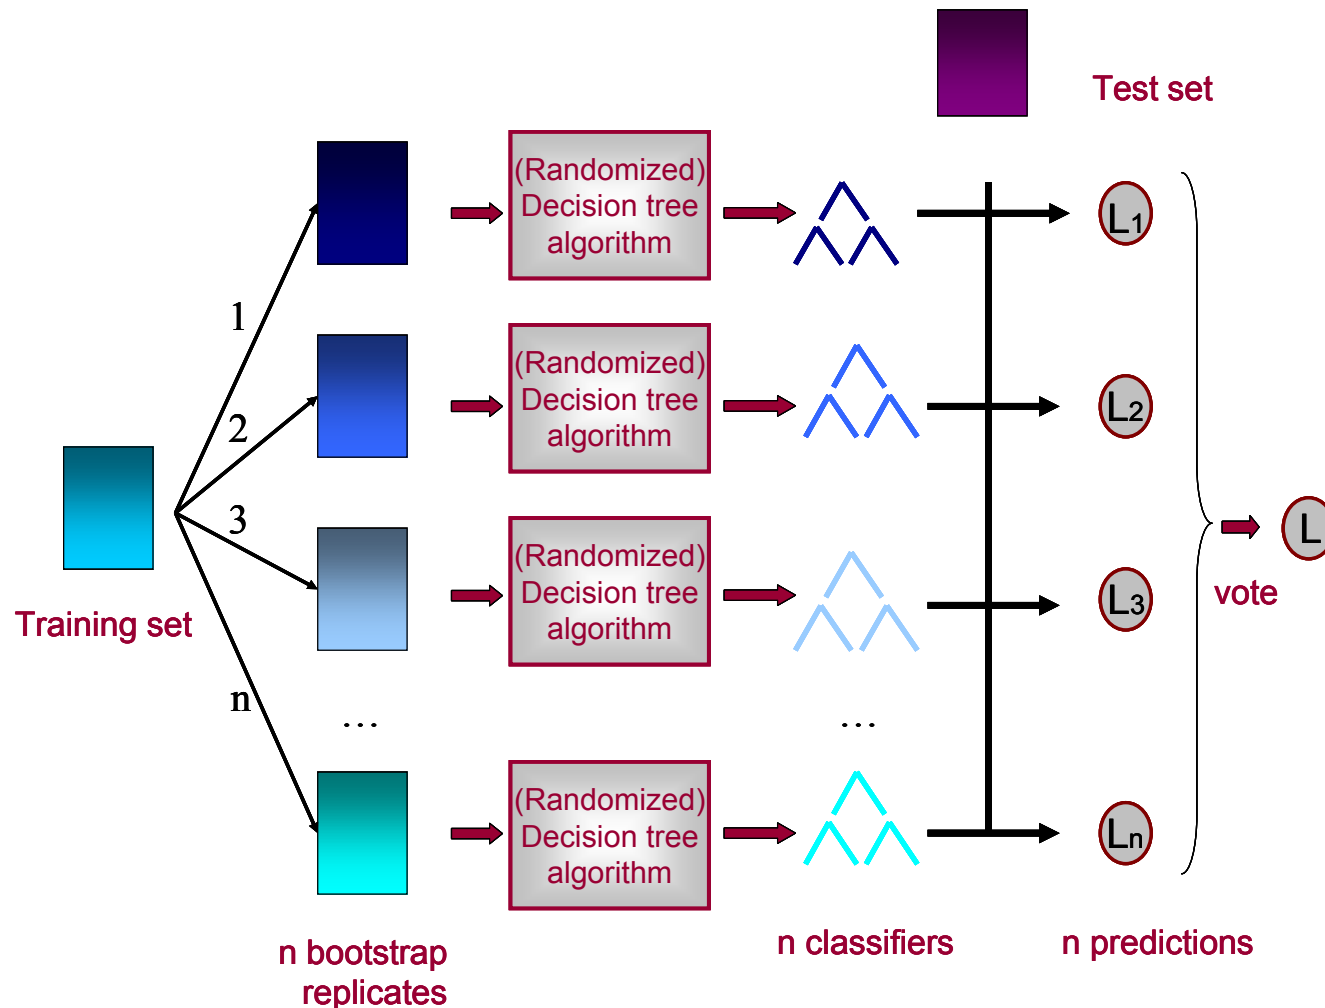 Test set
(Randomized)
Decision tree
algorithm
L1
1
(Randomized)
Decision tree
algorithm
L2
2
Training set
3
(Randomized)
Decision tree
algorithm
L3
L
vote
n
...
...
(Randomized)
Decision tree
algorithm
Ln
n bootstrap
replicates
n classifiers
n predictions